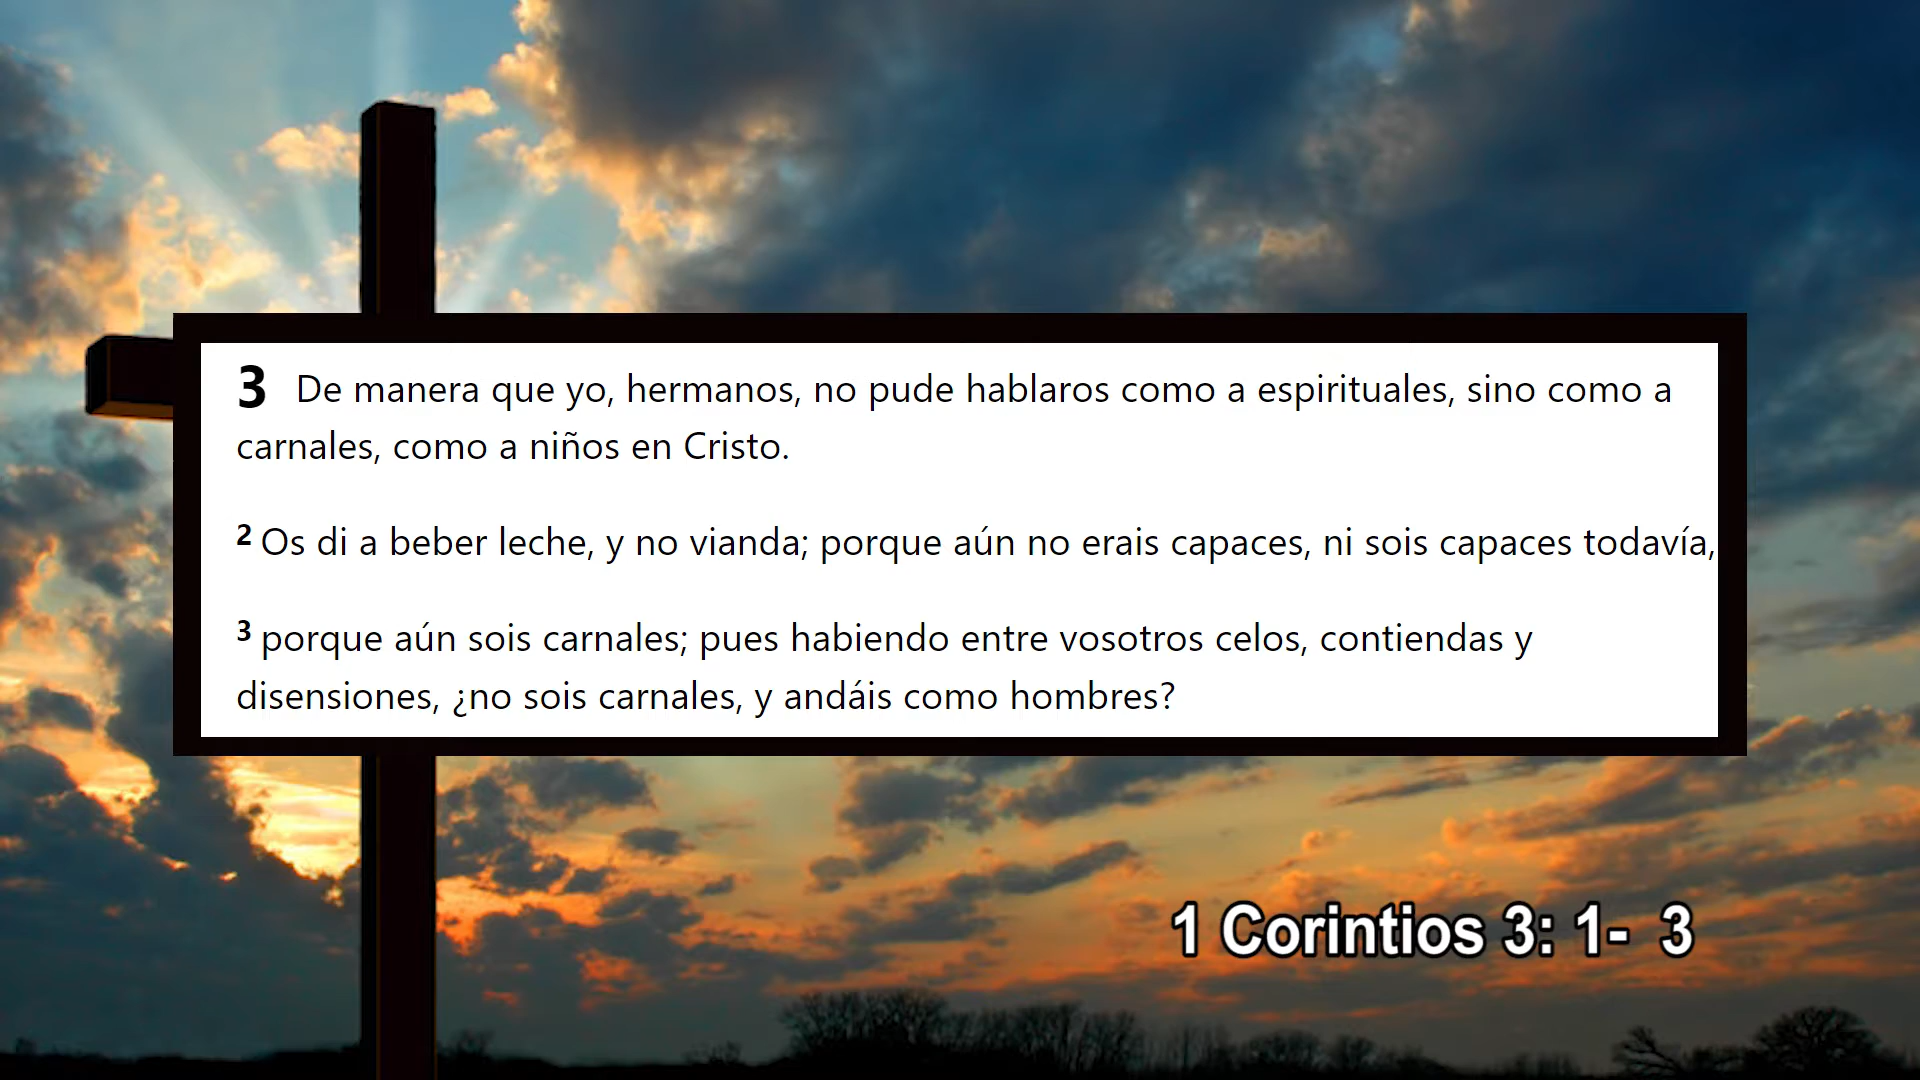 3 De manera que yo, hermanos, no pude hablaros como a espirituales, sino como a
carnales, como a niños en Cristo.
2 Os di a beber leche, y no vianda; porque aún no erais capaces, ni sois capaces todavía,
3 porque aún sois carnales; pues habiendo entre vosotros celos, contiendas y
disensiones, ¿no sois carnales, y andáis como hombres?
1 Corintios 3: 1- 3